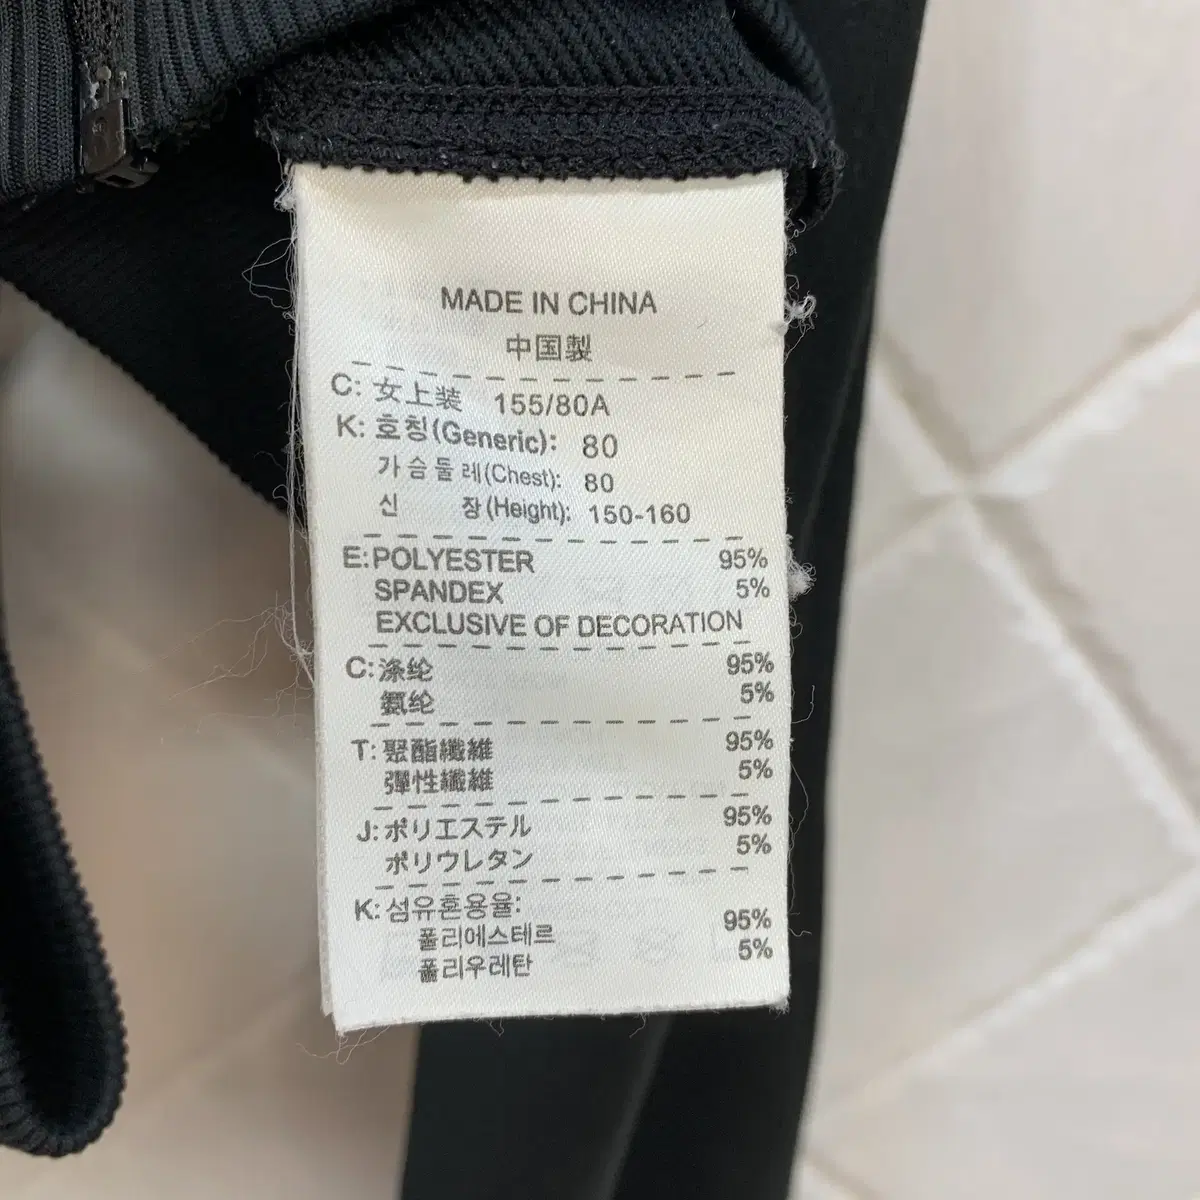 MADE IN CHINA
中国製
C: 女上装 155/80A
K: 호칭(Generic): 80
가슴둘레(Chest): 80
신 장(Height): 150-160
E:POLYESTER 95%
SPANDEX 5%
EXCLUSIVE OF DECORATION
C:涤纶 95%
氨纶 5%
T:聚酯纖維 95%
彈性纖維 5%
J:ポリエステル 95%
ポリウレタン 5%
K:섬유혼용율:
폴리에스테르 95%
폴리우레탄 5%